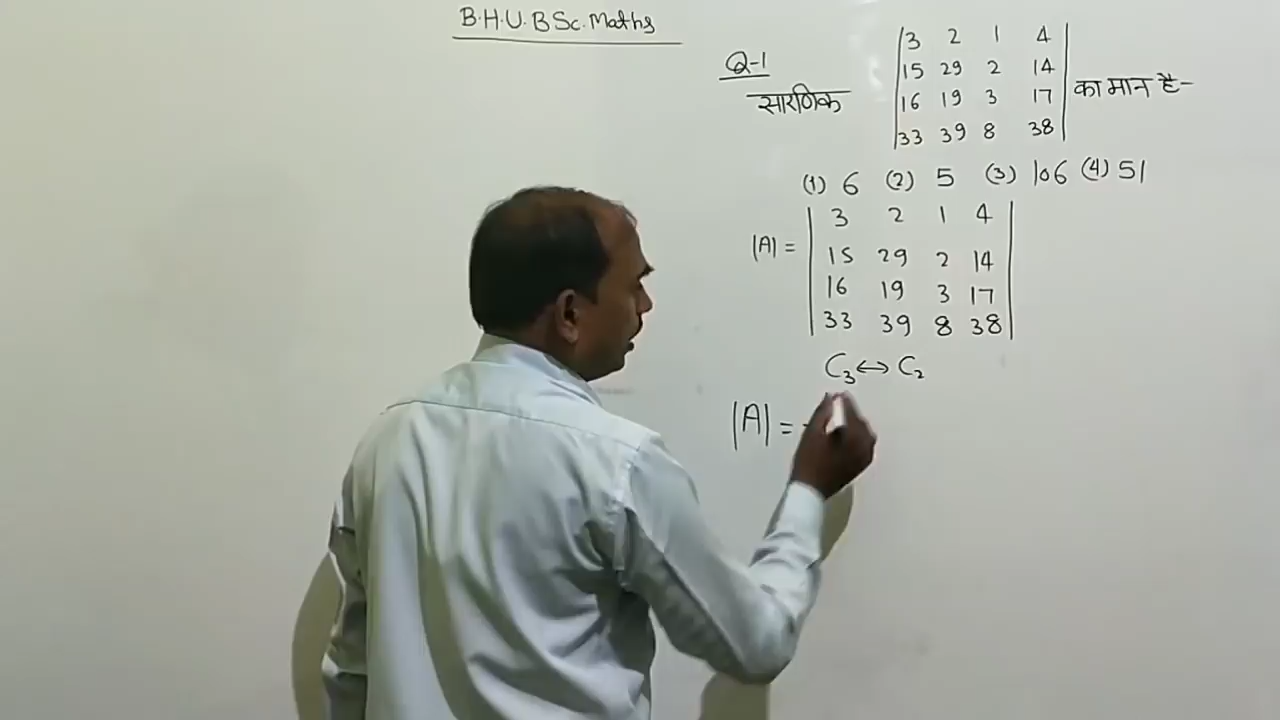 B.H.U. B Sc. Maths
Q-1
सारणिक
3 2 1 4
15 29 2 14
16 19 3 17
33 39 8 38
का मान है-
(1) 6 (2) 5 (3) 106 (4) 51
|A| =
3 2 1 4
15 29 2 14
16 19 3 17
33 39 8 38
C₃ ↔ C₂
|A| = -